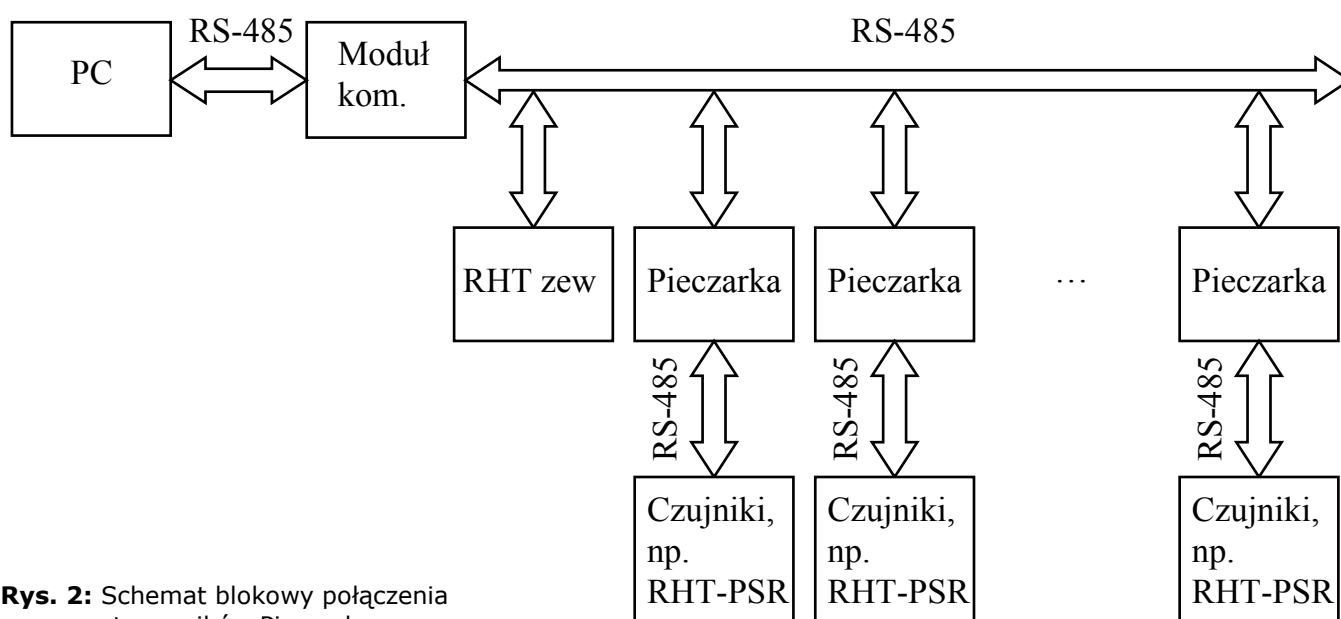 RS-485
RS-485
PC
Moduł
kom.
RHT zew
Pieczarka
Pieczarka
...
Pieczarka
RS-485
RS-485
RS-485
Czujniki,
np.
RHT-PSR
Czujniki,
np.
RHT-PSR
Czujniki,
np.
RHT-PSR
Rys. 2: Schemat blokowy połączenia